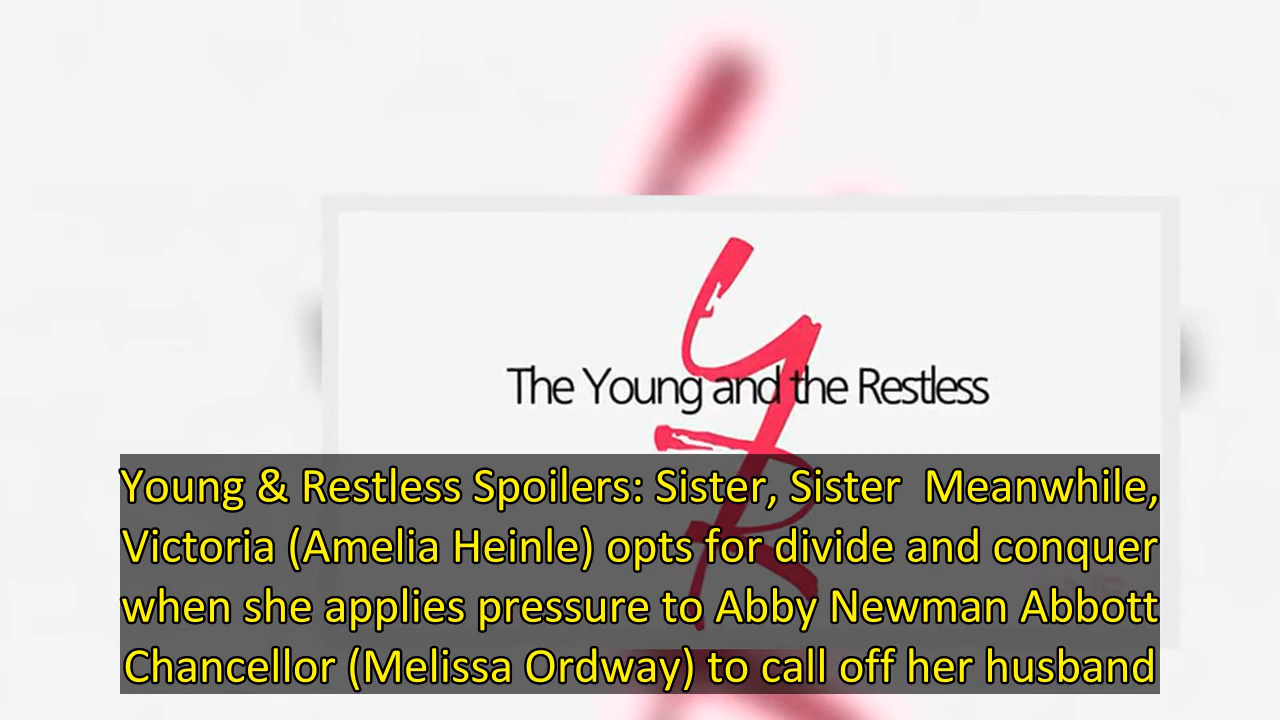 The Young and the Restless
Young & Restless Spoilers: Sister, Sister  Meanwhile,
Victoria (Amelia Heinle) opts for divide and conquer
when she applies pressure to Abby Newman Abbott
Chancellor (Melissa Ordway) to call off her husband